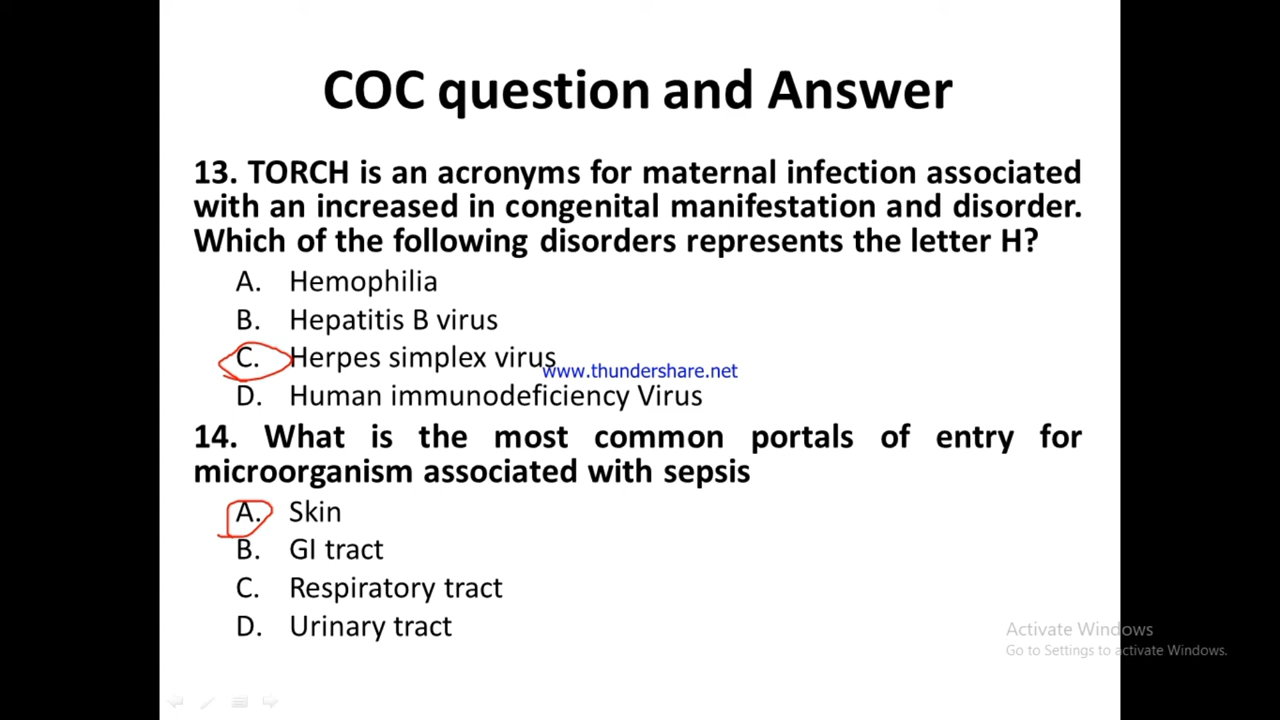 COC question and Answer
13. TORCH is an acronyms for maternal infection associated
with an increased in congenital manifestation and disorder.
Which of the following disorders represents the letter H?
A. Hemophilia
B. Hepatitis B virus
C. Herpes simplex virus
www.thundershare.net
D. Human immunodeficiency Virus
14. What is the most common portals of entry for
microorganism associated with sepsis
A. Skin
B. GI tract
C. Respiratory tract
D. Urinary tract
Activate Windows
Go to Settings to activate Windows.